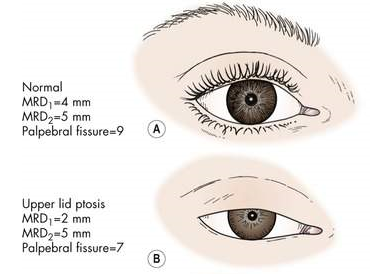 Normal
MRD₁=4 mm
MRD₂=5 mm
Palpebral fissure=9
A
Upper lid ptosis
MRD₁=2 mm
MRD₂=5 mm
Palpebral fissure=7
B